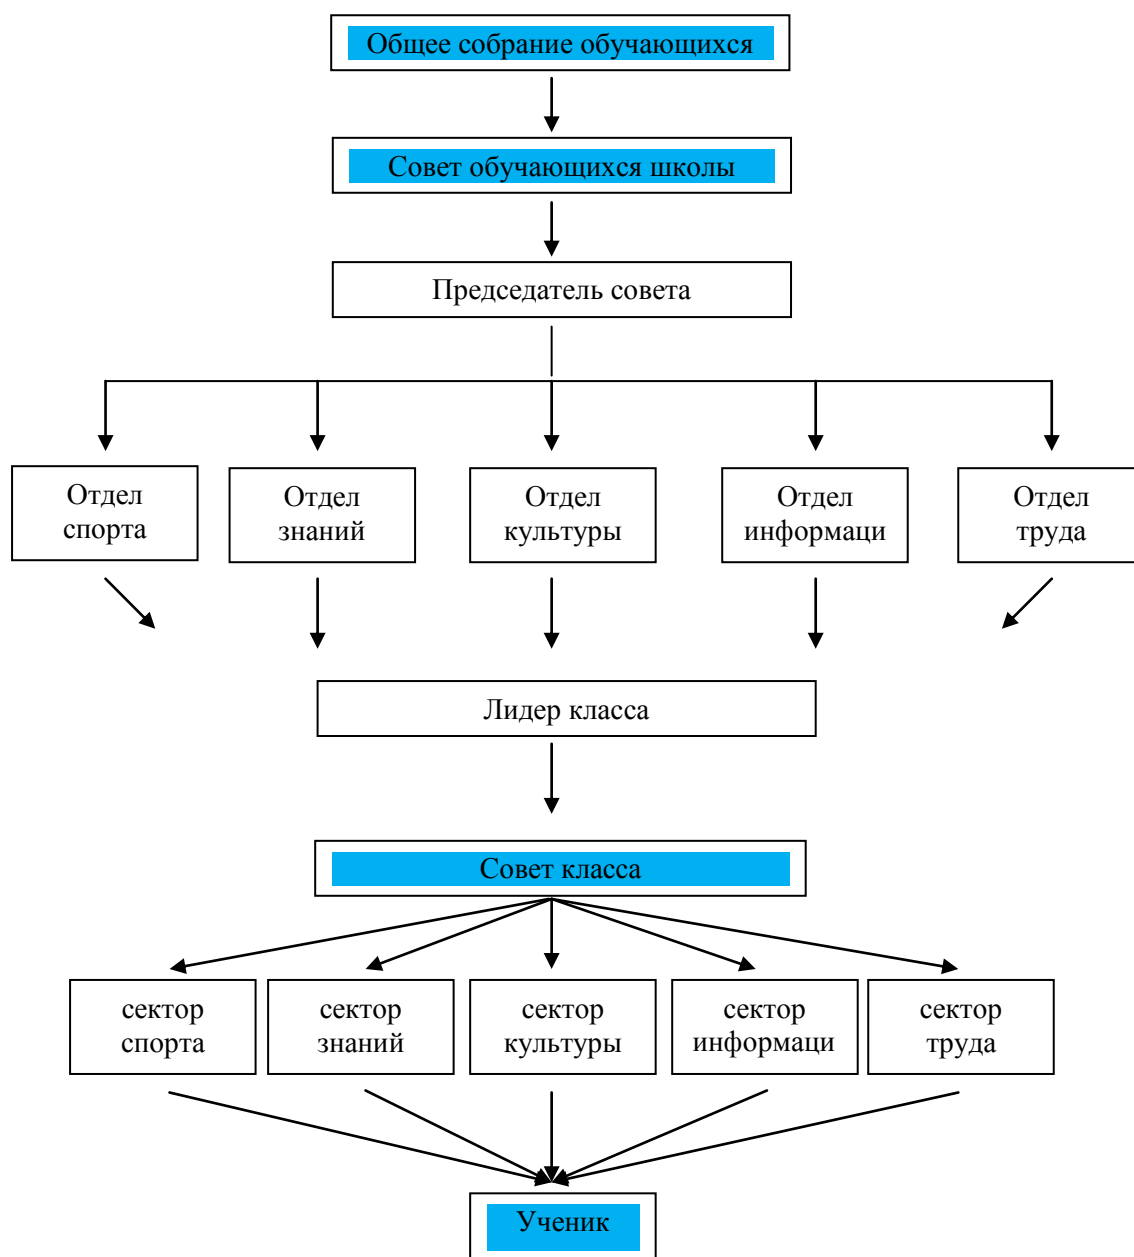 Общее собрание обучающихся
Совет обучающихся школы
Председатель совета
Отдел
спорта
Отдел
знаний
Отдел
культуры
Отдел
информаци
Отдел
труда
Лидер класса
Совет класса
сектор
спорта
сектор
знаний
сектор
культуры
сектор
информаци
сектор
труда
Ученик